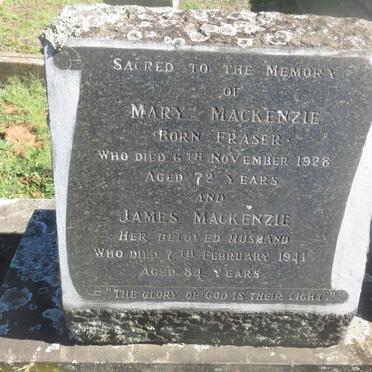 SACRED TO THE MEMORY
OF
MARY MACKENZIE
BORN FRASER
WHO DIED 6TH NOVEMBER 1928
AGED 72 YEARS
AND
JAMES MACKENZIE
HER BELOVED HUSBAND
WHO DIED 7TH FEBRUARY 1941
AGED 84 YEARS.
"THE GLORY OF GOD IS THEIR LIGHT."